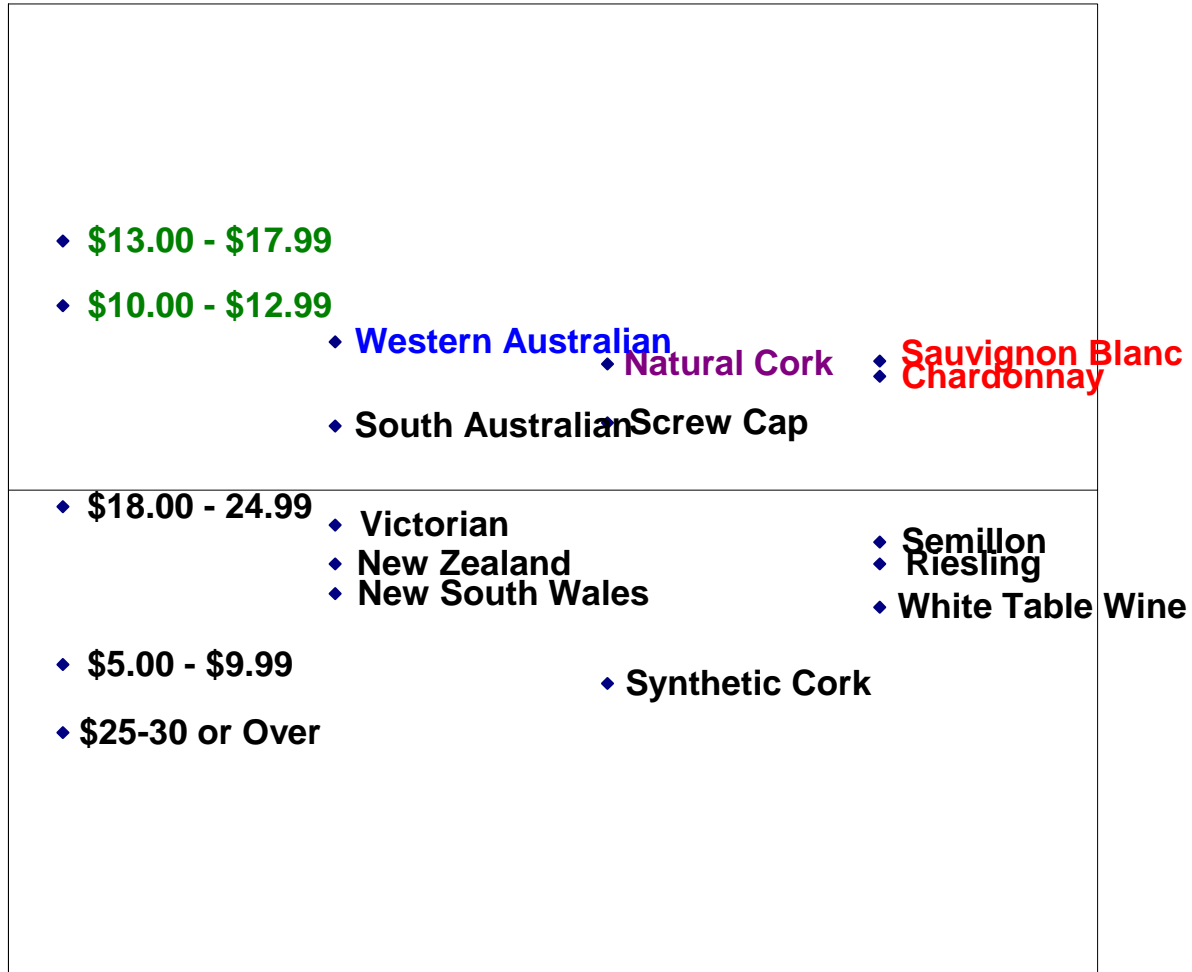 $13.00 - $17.99
$10.00 - $12.99
Western Australian
Sauvignon Blanc
Natural Cork
Chardonnay
South Australian
Screw Cap
$18.00 - 24.99
Victorian
Semillon
New Zealand
Riesling
New South Wales
White Table Wine
$5.00 - $9.99
Synthetic Cork
$25-30 or Over